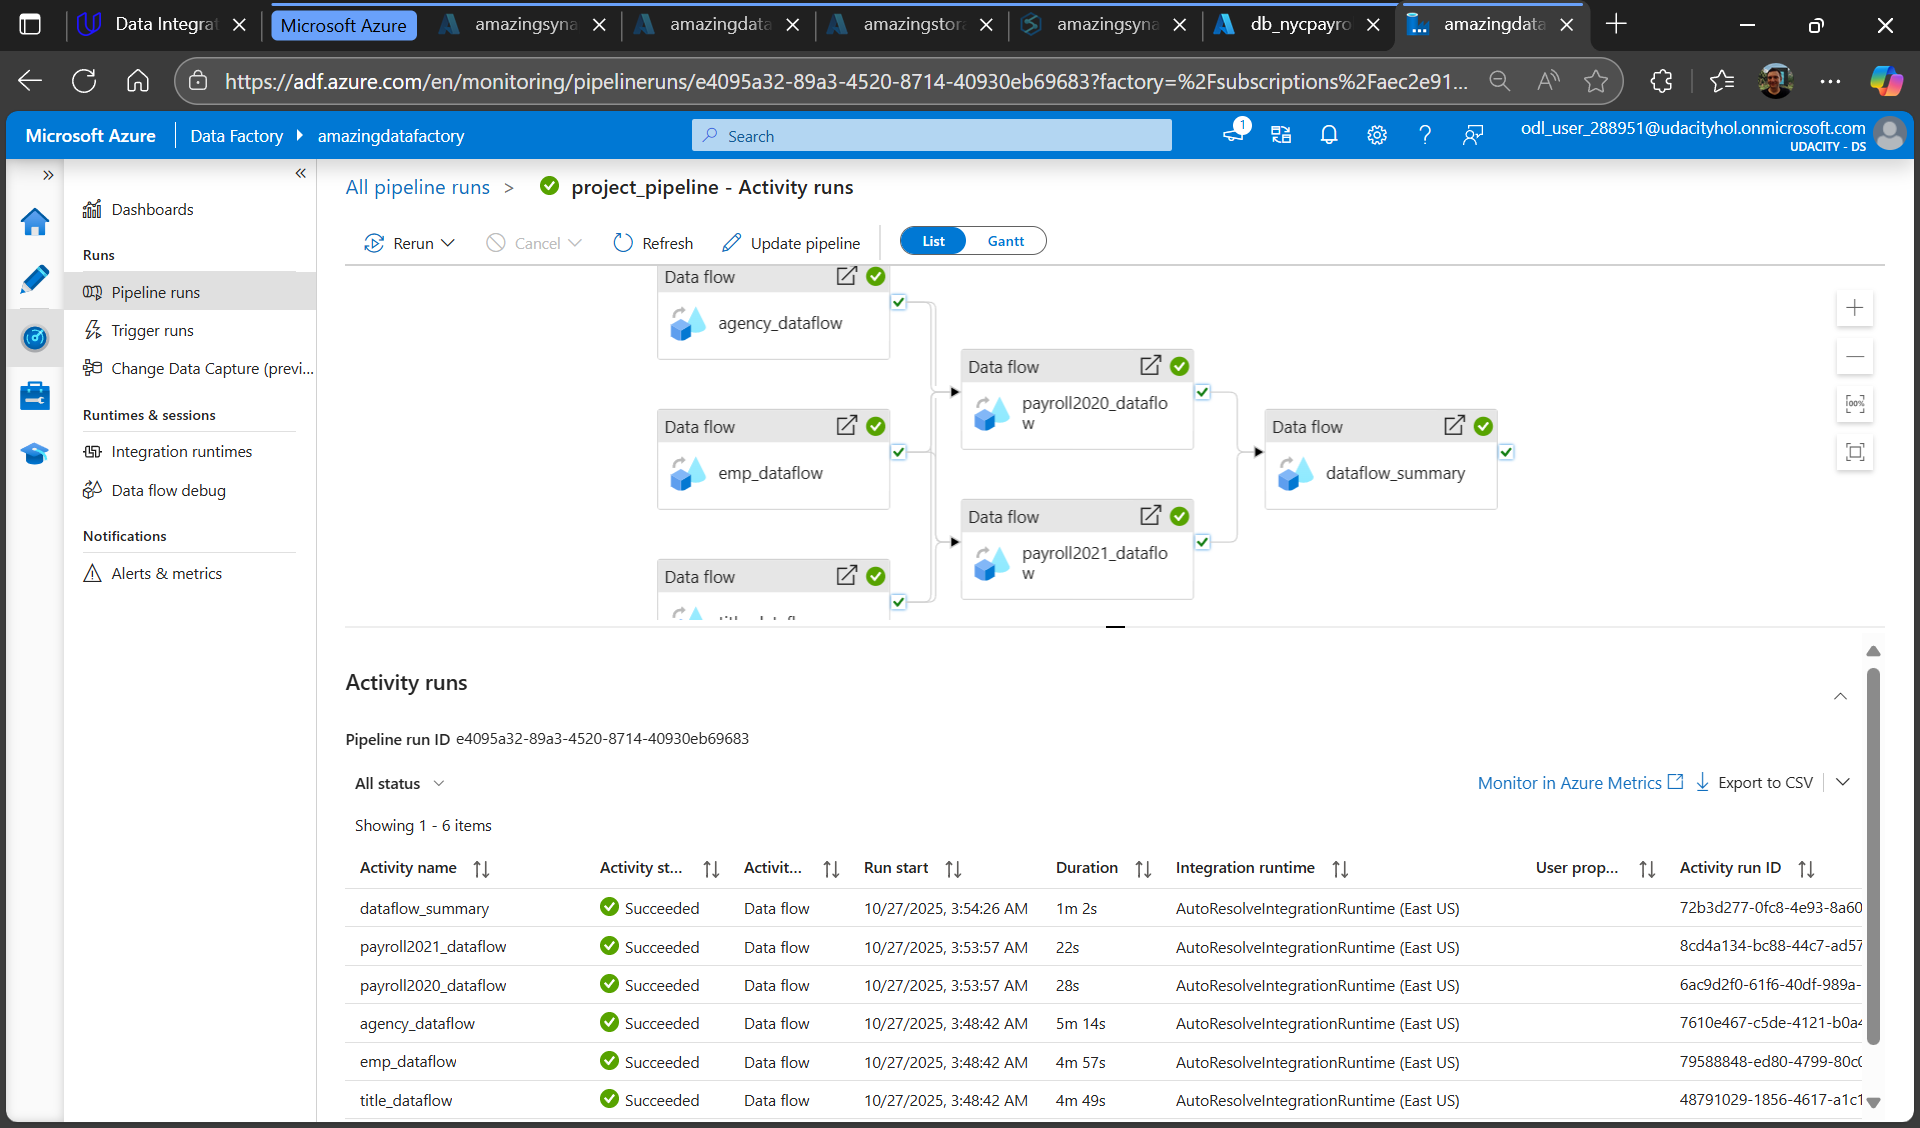 Data Integrat
Microsoft Azure
amazingsyna
amazingdata
amazingstora
amazingsyna
db_nycpayro
amazingdata
https://adf.azure.com/en/monitoring/pipelineruns/e4095a32-89a3-4520-8714-40930eb69683?factory=%2Fsubscriptions%2Faec2e91...
Microsoft Azure
Data Factory
amazingdatafactory
Search
1
odl_user_288951@udacityhol.onmicrosoft.com
UDACITY - DS
Dashboards
Runs
Pipeline runs
Trigger runs
Change Data Capture (previ...
Runtimes & sessions
Integration runtimes
Data flow debug
Notifications
Alerts & metrics
All pipeline runs > project_pipeline - Activity runs
Rerun
Cancel
Refresh
Update pipeline
List
Gantt
Data flow
agency_dataflow
Data flow
emp_dataflow
Data flow
title_dataflow
Data flow
payroll2020_dataflo
w
Data flow
payroll2021_dataflo
w
Data flow
dataflow_summary
100%
Activity runs
Pipeline run ID e4095a32-89a3-4520-8714-40930eb69683
All status
Monitor in Azure Metrics
Export to CSV
Showing 1 - 6 items
Activity name Activity st... Activit... Run start Duration Integration runtime User prop... Activity run ID
dataflow_summary Succeeded Data flow 10/27/2025, 3:54:26 AM 1m 2s AutoResolveIntegrationRuntime (East US) 72b3d277-0fc8-4e93-8a60
payroll2021_dataflow Succeeded Data flow 10/27/2025, 3:53:57 AM 22s AutoResolveIntegrationRuntime (East US) 8cd4a134-bc88-44c7-ad57
payroll2020_dataflow Succeeded Data flow 10/27/2025, 3:53:57 AM 28s AutoResolveIntegrationRuntime (East US) 6ac9d2f0-61f6-40df-989a-
agency_dataflow Succeeded Data flow 10/27/2025, 3:48:42 AM 5m 14s AutoResolveIntegrationRuntime (East US) 7610e467-c5de-4121-b0a4
emp_dataflow Succeeded Data flow 10/27/2025, 3:48:42 AM 4m 57s AutoResolveIntegrationRuntime (East US) 79588848-ed80-4799-80c0
title_dataflow Succeeded Data flow 10/27/2025, 3:48:42 AM 4m 49s AutoResolveIntegrationRuntime (East US) 48791029-1856-4617-a1c1